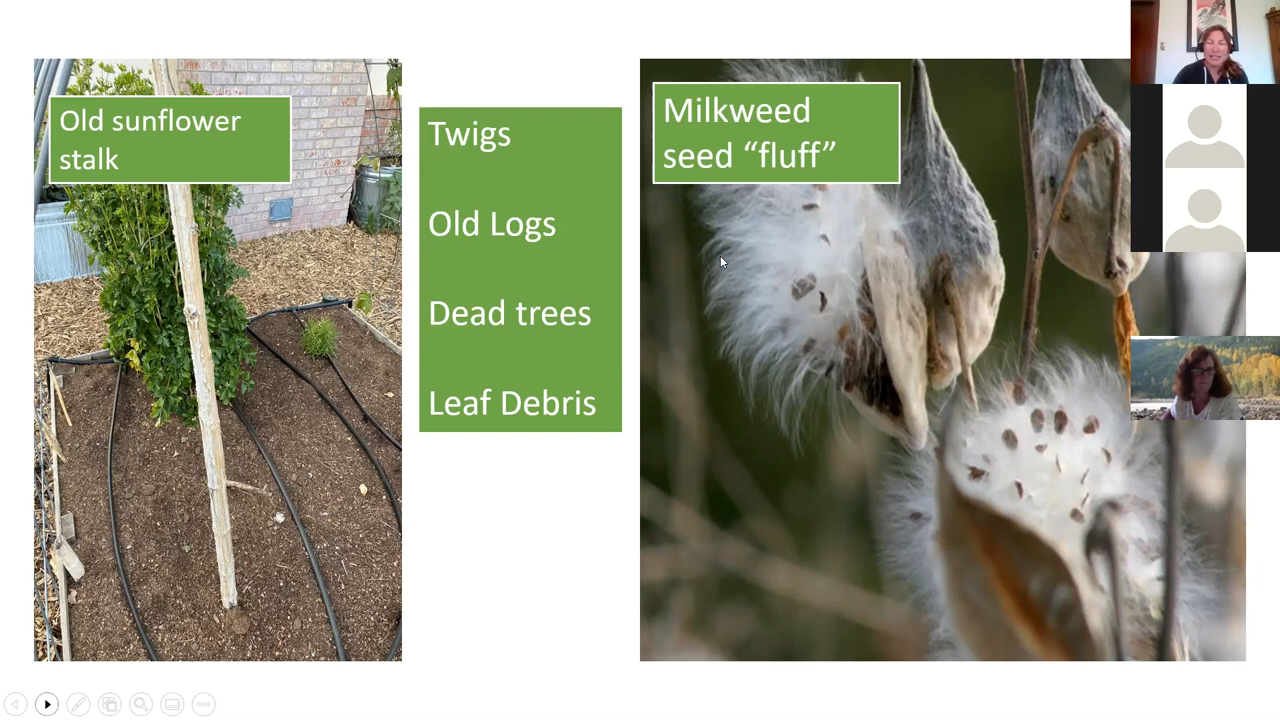 Old sunflower
stalk
Twigs
Old Logs
Dead trees
Leaf Debris
Milkweed
seed “fluff”